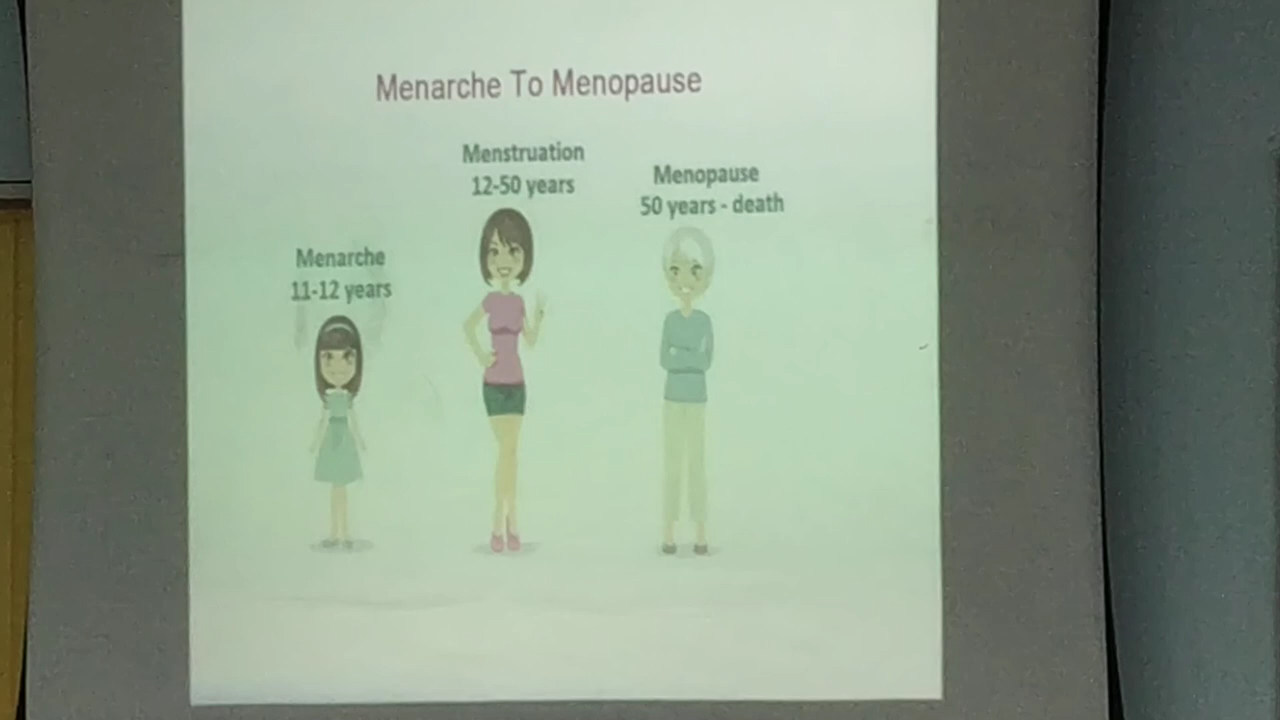 Menarche To Menopause
Menstruation
12-50 years
Menopause
50 years - death
Menarche
11-12 years